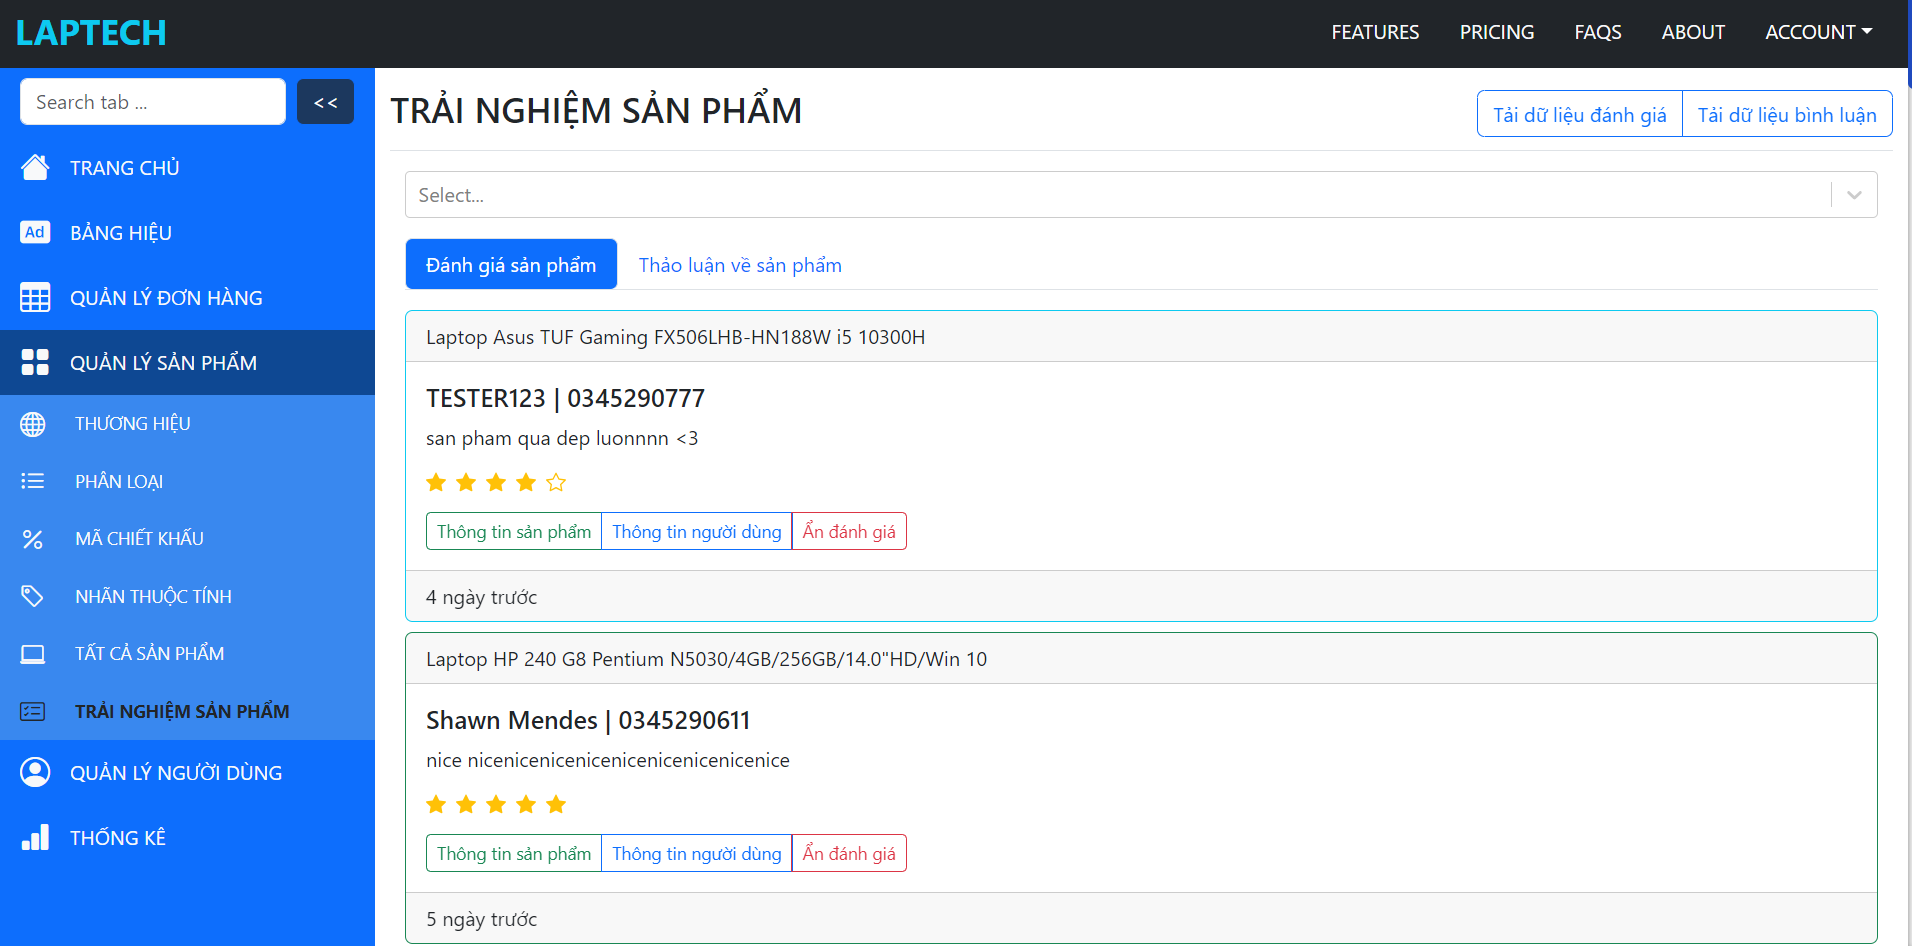 LAPTECH
FEATURES PRICING FAQS ABOUT ACCOUNT
Search tab ... <<
TRANG CHỦ
Ad BẢNG HIỆU
QUẢN LÝ ĐƠN HÀNG
QUẢN LÝ SẢN PHẨM
THƯƠNG HIỆU
PHÂN LOẠI
MÃ CHIẾT KHẤU
NHÃN THUỘC TÍNH
TẤT CẢ SẢN PHẨM
TRẢI NGHIỆM SẢN PHẨM
QUẢN LÝ NGƯỜI DÙNG
THỐNG KÊ
TRẢI NGHIỆM SẢN PHẨM
Tải dữ liệu đánh giá Tải dữ liệu bình luận
Select...
Đánh giá sản phẩm Thảo luận về sản phẩm
Laptop Asus TUF Gaming FX506LHB-HN188W i5 10300H
TESTER123 | 0345290777
san pham qua dep luonnnn <3
Thông tin sản phẩm Thông tin người dùng Ẩn đánh giá
4 ngày trước
Laptop HP 240 G8 Pentium N5030/4GB/256GB/14.0"HD/Win 10
Shawn Mendes | 0345290611
nice nicenicenicenicenicenicenicenicenice
Thông tin sản phẩm Thông tin người dùng Ẩn đánh giá
5 ngày trước